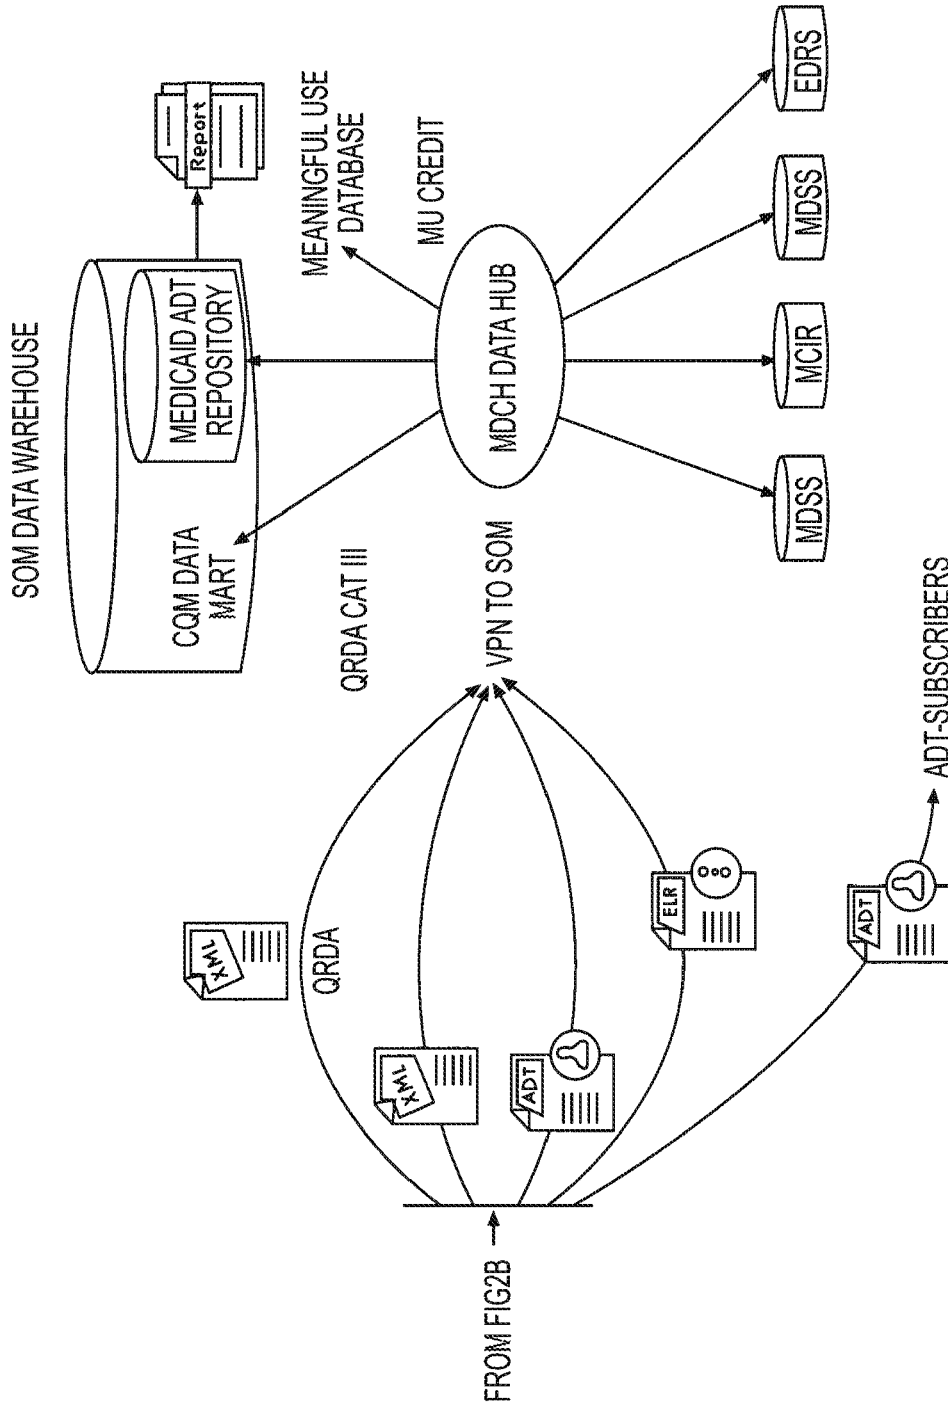 SOM DATA WAREHOUSE
CQM DATA
MART
MEDICAID ADT
REPOSITORY
Report
QRDA CAT III
MEANINGFUL USE
DATABASE
MU CREDIT
XML
QRDA
XML
ADT
ELR
FROM FIG2B
VPN TO SOM
MDCH DATA HUB
MDSS
MCIR
MDSS
EDRS
ADT
ADT-SUBSCRIBERS